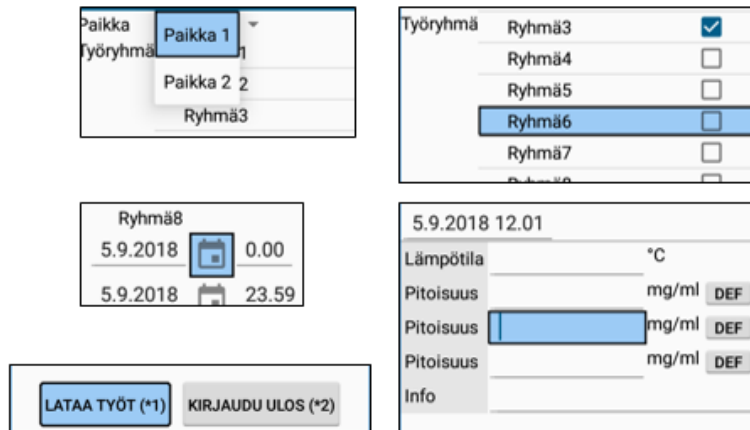 Paikka
Paikka 1
Työryhmä
1
Paikka 2
2
Ryhmä3
Työryhmä
Ryhmä3
Ryhmä4
Ryhmä5
Ryhmä6
Ryhmä7
Ryhmä8
5.9.2018 0.00
5.9.2018 23.59
5.9.2018 12.01
Lämpötila °C
Pitoisuus mg/ml DEF
Pitoisuus mg/ml DEF
Pitoisuus mg/ml DEF
Info
LATAA TYÖT (*1) KIRJAUDU ULOS (*2)